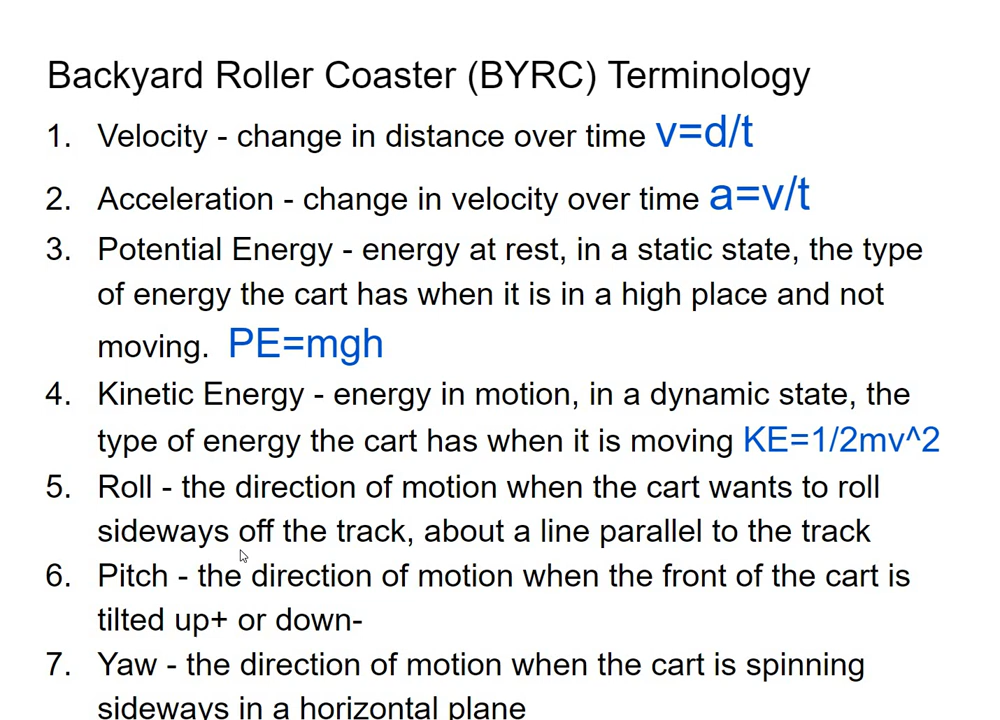 Backyard Roller Coaster (BYRC) Terminology
1. Velocity - change in distance over time v=d/t
2. Acceleration - change in velocity over time a=v/t
3. Potential Energy - energy at rest, in a static state, the type
of energy the cart has when it is in a high place and not
moving. PE=mgh
4. Kinetic Energy - energy in motion, in a dynamic state, the
type of energy the cart has when it is moving KE=1/2mv^2
5. Roll - the direction of motion when the cart wants to roll
sideways off the track, about a line parallel to the track
6. Pitch - the direction of motion when the front of the cart is
tilted up+ or down-
7. Yaw - the direction of motion when the cart is spinning
sideways in a horizontal plane